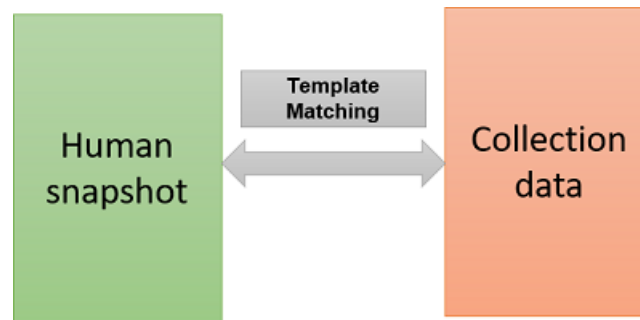 Human
snapshot
Template
Matching
Collection
data